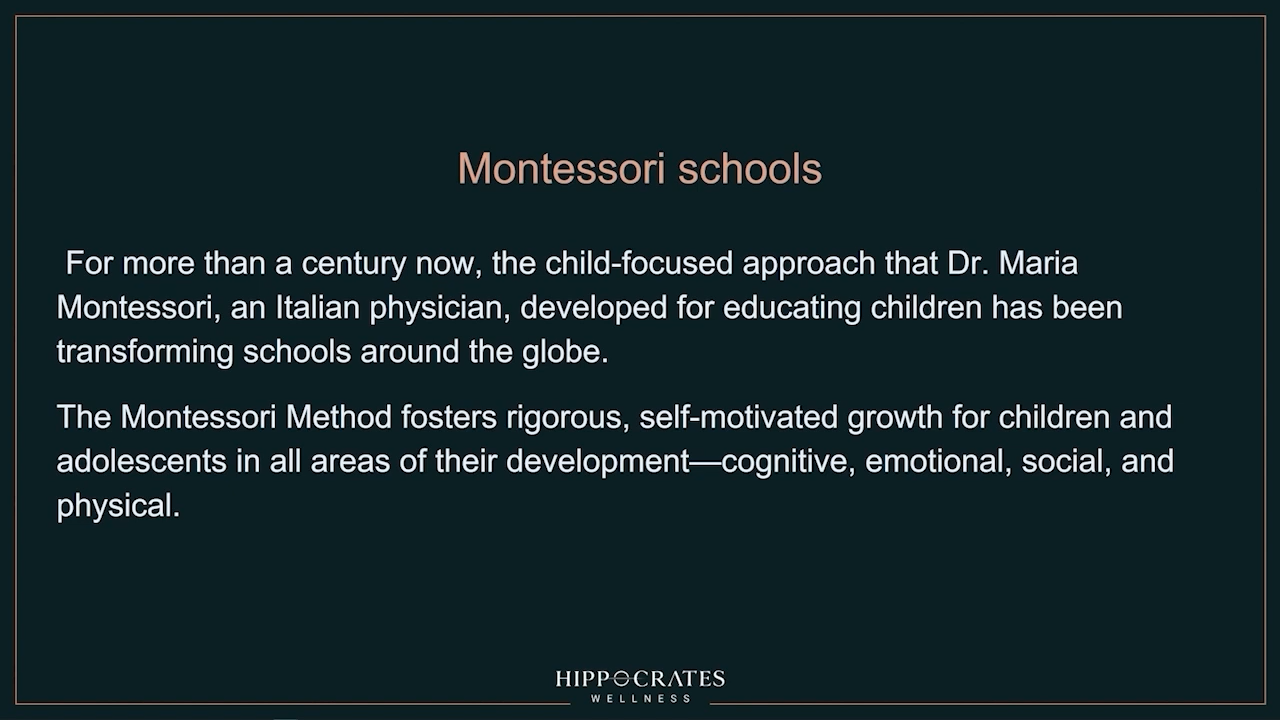 Montessori schools
For more than a century now, the child-focused approach that Dr. Maria
Montessori, an Italian physician, developed for educating children has been
transforming schools around the globe.
The Montessori Method fosters rigorous, self-motivated growth for children and
adolescents in all areas of their development—cognitive, emotional, social, and
physical.
HIPPOCRATES
WELLNESS